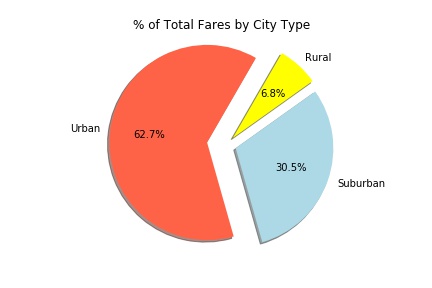 % of Total Fares by City Type
Rural
6.8%
Urban
62.7%
30.5%
Suburban